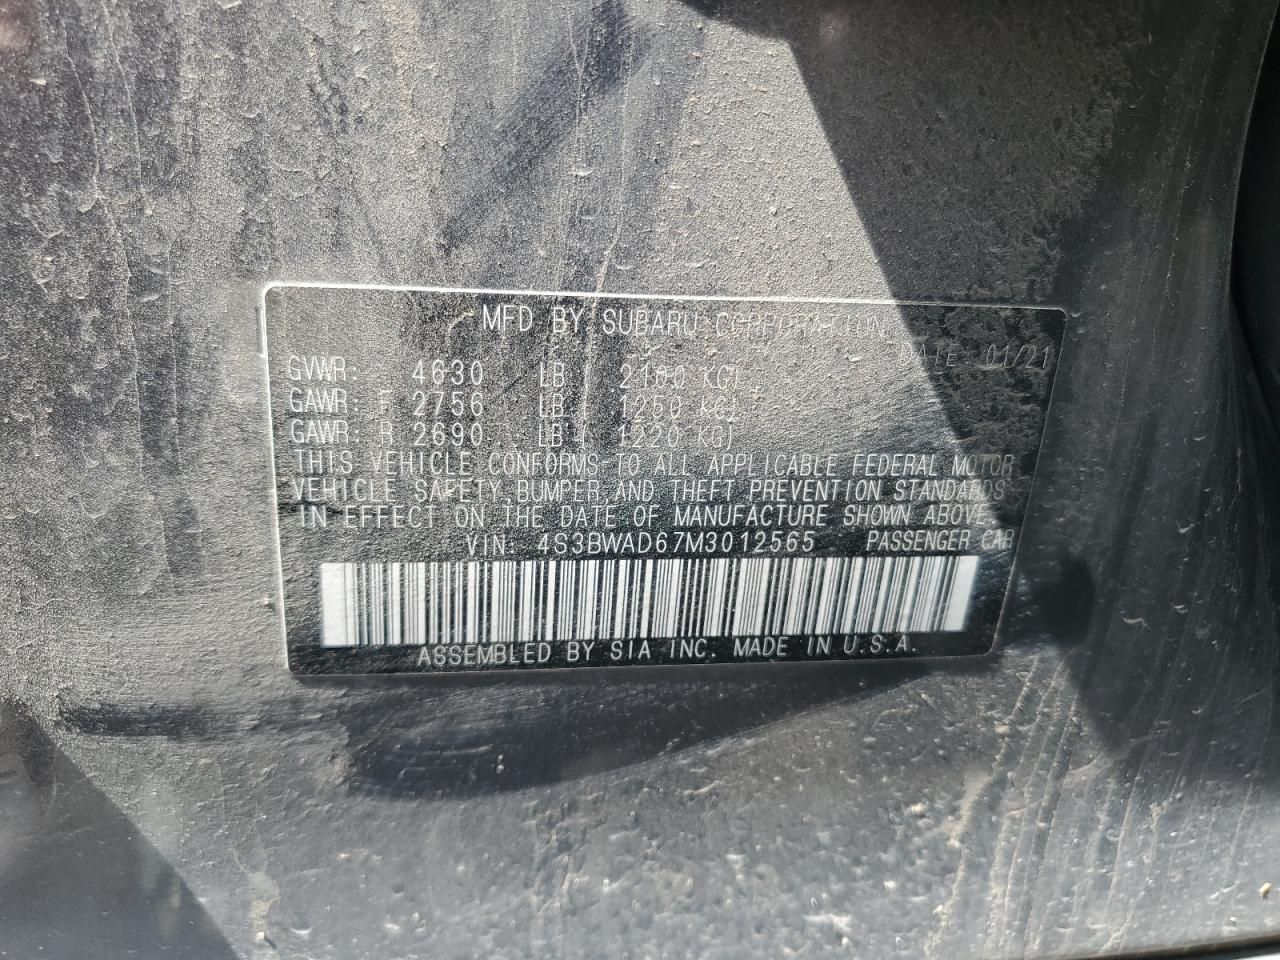 MFD BY SUBARU CORPORATION
DATE 01/21
GVWR: 4630 LB ( 2100 KG)
GAWR: F 2756 LB ( 1250 KG)
GAWR: R 2690 LB ( 1220 KG)
THIS VEHICLE CONFORMS TO ALL APPLICABLE FEDERAL MOTOR
VEHICLE SAFETY, BUMPER, AND THEFT PREVENTION STANDARDS
IN EFFECT ON THE DATE OF MANUFACTURE SHOWN ABOVE
VIN: 4S3BWAD67M3012565 PASSENGER CAR
ASSEMBLED BY SIA INC. MADE IN U.S.A.